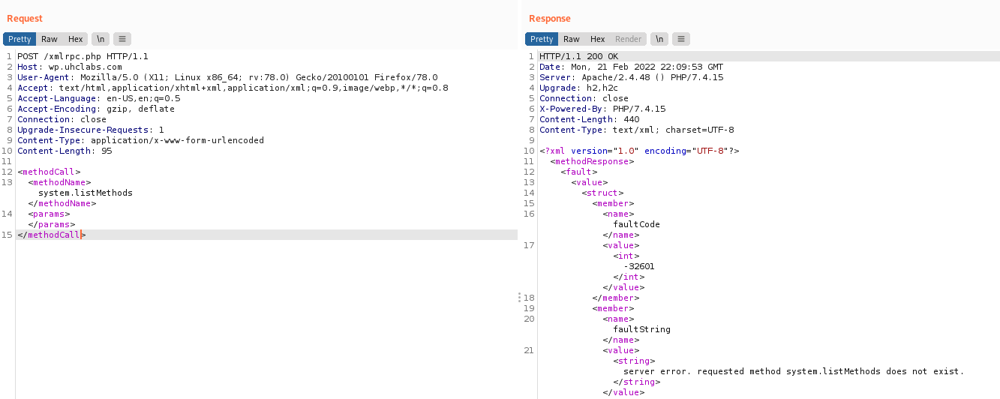 Request
Pretty Raw Hex \n ≡
1 POST /xmlrpc.php HTTP/1.1
2 Host: wp.uhclabs.com
3 User-Agent: Mozilla/5.0 (X11; Linux x86_64; rv:78.0) Gecko/20100101 Firefox/78.0
4 Accept: text/html,application/xhtml+xml,application/xml;q=0.9,image/webp,*/*;q=0.8
5 Accept-Language: en-US,en;q=0.5
6 Accept-Encoding: gzip, deflate
7 Connection: close
8 Upgrade-Insecure-Requests: 1
9 Content-Type: application/x-www-form-urlencoded
10 Content-Length: 95
11
12 <methodCall>
13 <methodName>
system.listMethods
</methodName>
14 <params>
</params>
15 </methodCall>
Response
Pretty Raw Hex Render \n ≡
1 HTTP/1.1 200 OK
2 Date: Mon, 21 Feb 2022 22:09:53 GMT
3 Server: Apache/2.4.48 () PHP/7.4.15
4 Upgrade: h2,h2c
5 Connection: close
6 X-Powered-By: PHP/7.4.15
7 Content-Length: 440
8 Content-Type: text/xml; charset=UTF-8
9
10 <?xml version="1.0" encoding="UTF-8"?>
11 <methodResponse>
12 <fault>
13 <value>
14 <struct>
15 <member>
16 <name>
faultCode
</name>
17 <value>
<int>
-32601
</int>
</value>
18 </member>
19 <member>
20 <name>
faultString
</name>
21 <value>
<string>
server error. requested method system.listMethods does not exist.
</string>
</value>